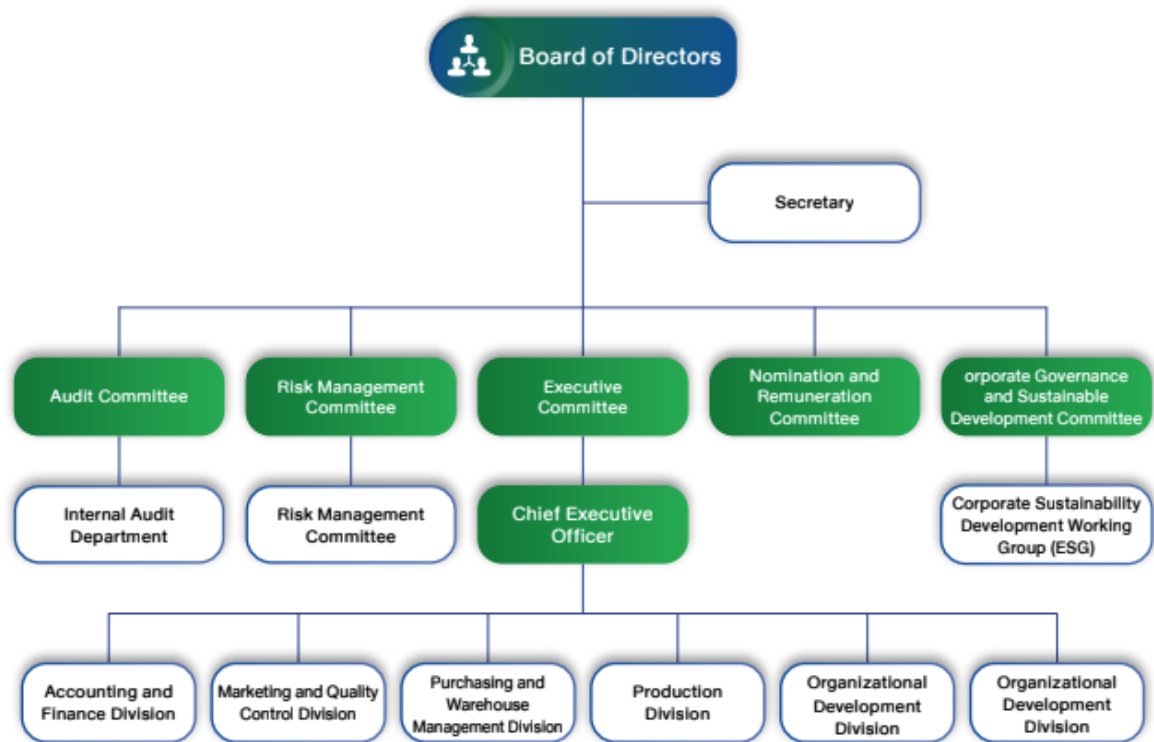 Board of Directors
Secretary
Audit Committee
Risk Management
Committee
Executive
Committee
Nomination and
Remuneration
Committee
orporate Governance
and Sustainable
Development Committee
Internal Audit
Department
Risk Management
Committee
Chief Executive
Officer
Corporate Sustainability
Development Working
Group (ESG)
Accounting and
Finance Division
Marketing and Quality
Control Division
Purchasing and
Warehouse
Management Division
Production
Division
Organizational
Development
Division
Organizational
Development
Division